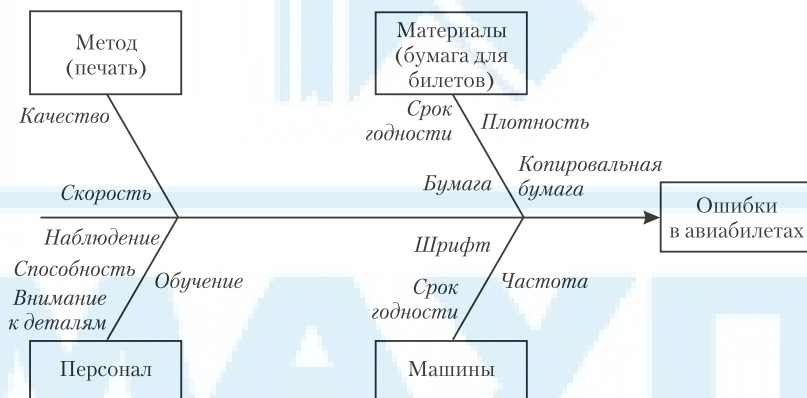 Метод
(печать)
Материалы
(бумага для
билетов)
Качество
Срок
годности
Плотность
Скорость
Бумага
Копировальная
бумага
Ошибки
в авиабилетах
Наблюдение
Способность
Внимание
к деталям
Обучение
Шрифт
Срок
годности
Частота
Персонал
Машины
МАУП